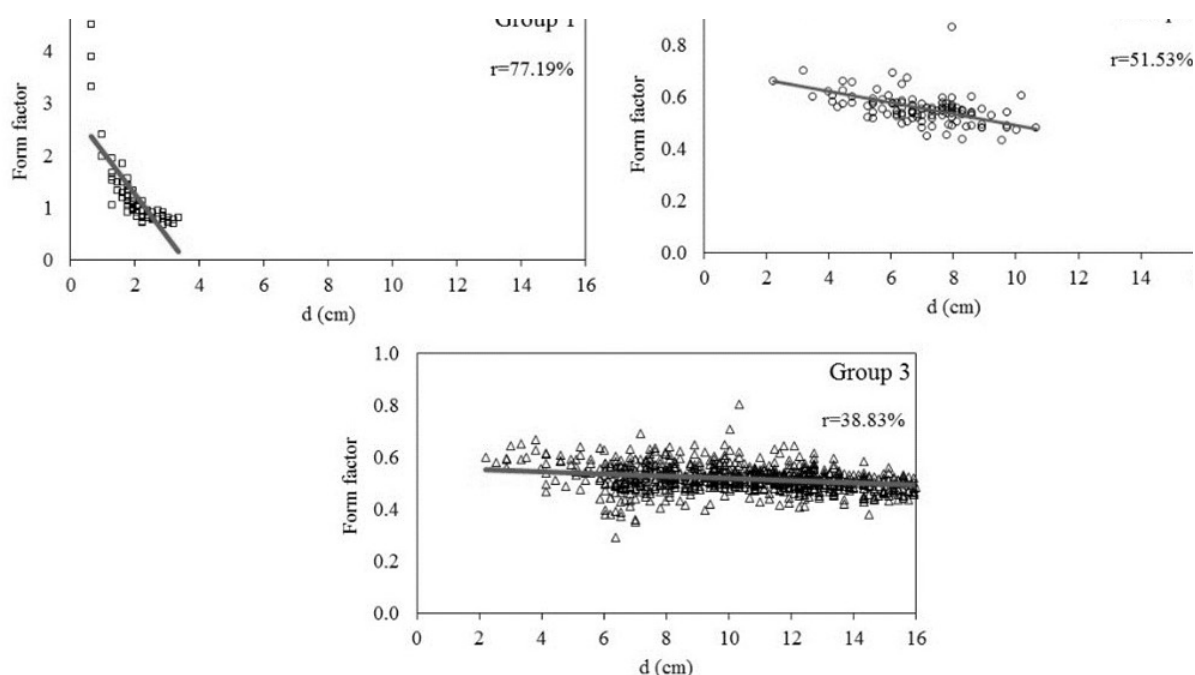 Group 1
r=77.19%
4
3
2
1
0
Form factor
0 2 4 6 8 10 12 14 16
d (cm)
r=51.53%
0.8
0.6
0.4
0.2
0.0
Form factor
0 2 4 6 8 10 12 14
d (cm)
Group 3
r=38.83%
1.0
0.8
0.6
0.4
0.2
0.0
Form factor
0 2 4 6 8 10 12 14 16
d (cm)